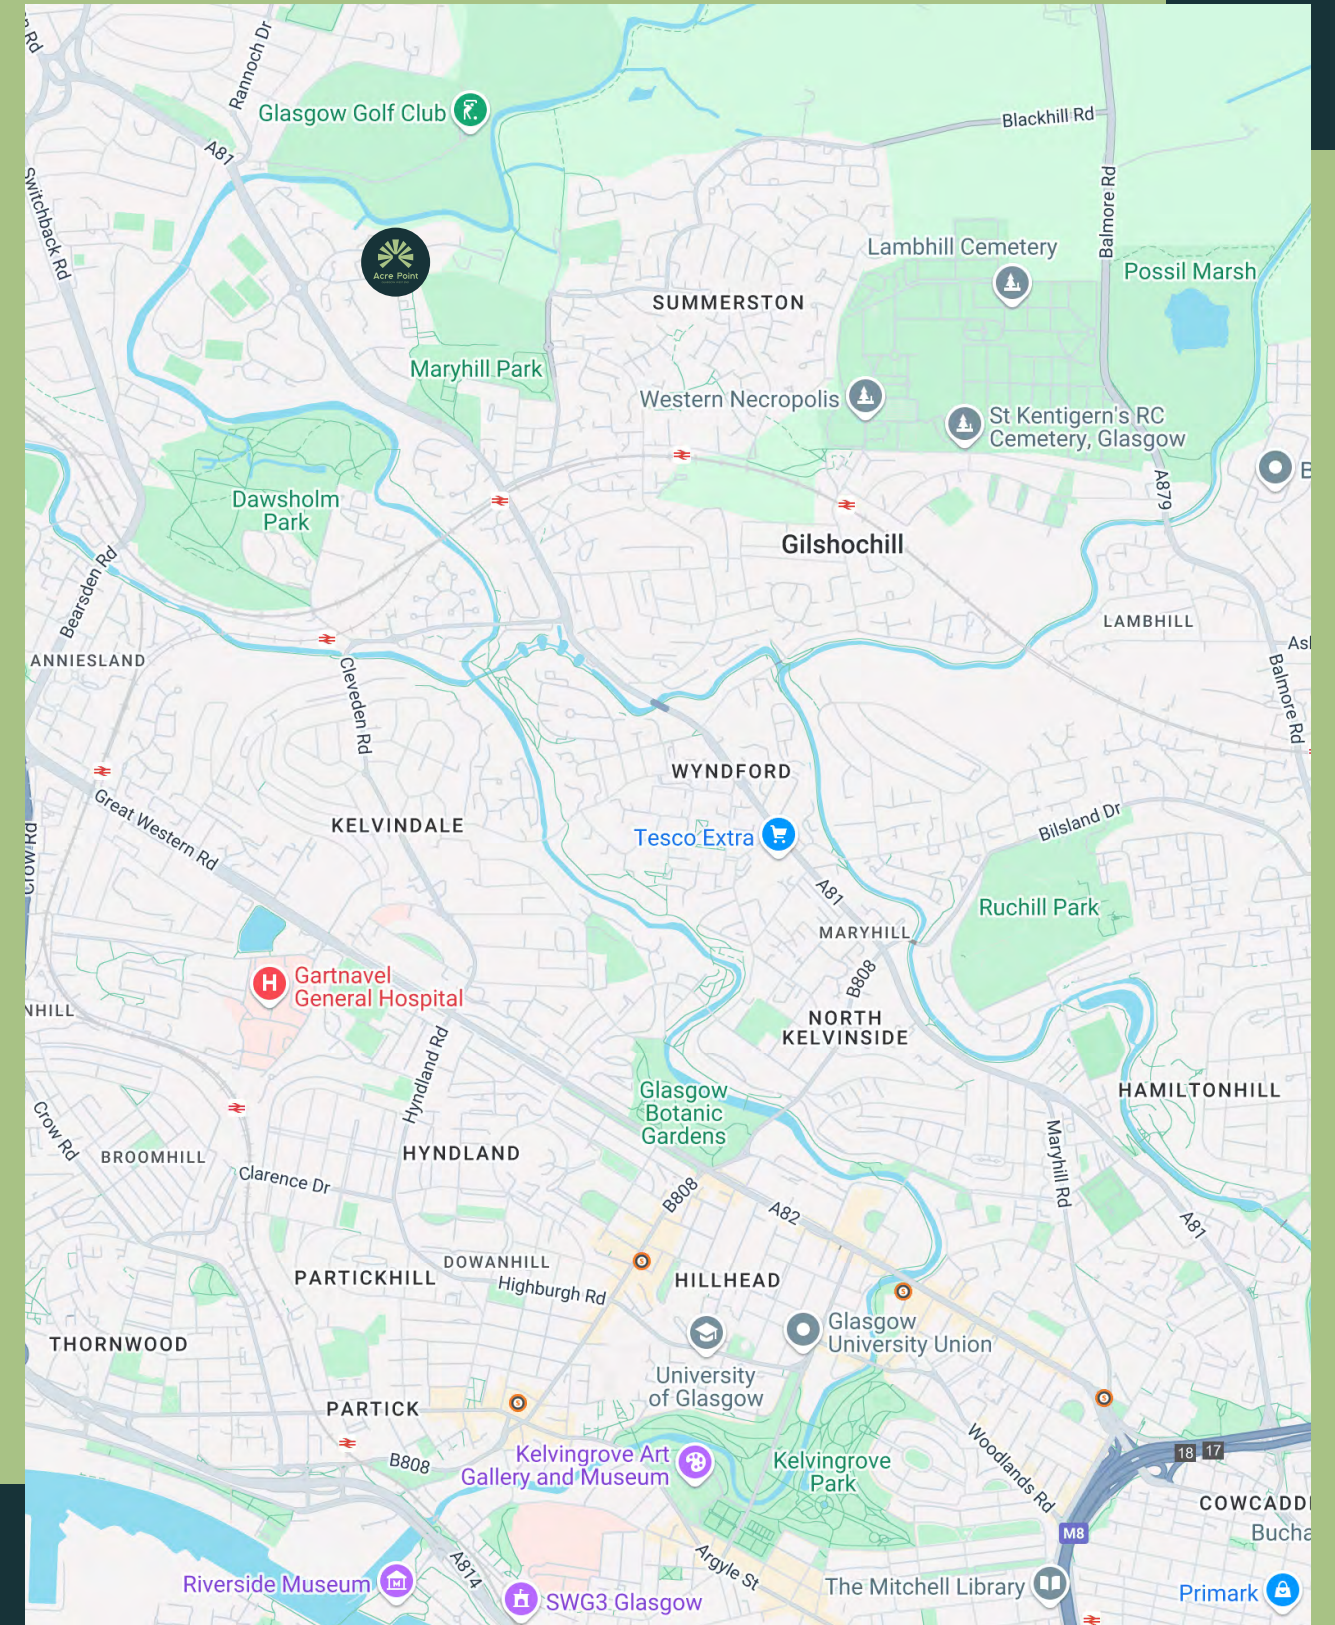 Rannoch Dr
Glasgow Golf Club
A81
Blackhill Rd
Switchback Rd
Balmore Rd
Acre Point
Lambhill Cemetery
Possil Marsh
SUMMERSTON
Maryhill Park
Western Necropolis
St Kentigern's RC
Cemetery, Glasgow
A879
Dawsholm
Park
Gilshochill
Bearsden Rd
LAMBHILL
ANNIESLAND
Cleveden Rd
Balmore Rd
WYNDFORD
Great Western Rd
KELVINDALE
Tesco Extra
Bilsland Dr
Crow Rd
A81
Ruchill Park
MARYHILL
B808
Gartnavel
General Hospital
NORTH
KELVINSIDE
Hyndland Rd
Glasgow
Botanic
Gardens
HAMILTONHILL
Crow Rd
BROOMHILL
HYNDLAND
Maryhill Rd
Clarence Dr
B808
A82
A81
DOWANHILL
PARTICKHILL
Highburgh Rd
HILLHEAD
THORNWOOD
Glasgow
University Union
University
of Glasgow
PARTICK
B808
Kelvingrove Art
Gallery and Museum
Kelvingrove
Park
Woodlands Rd
18 17
COWCADD
Bucha
M8
Argyle St
A814
Riverside Museum
SWG3 Glasgow
The Mitchell Library
Primark